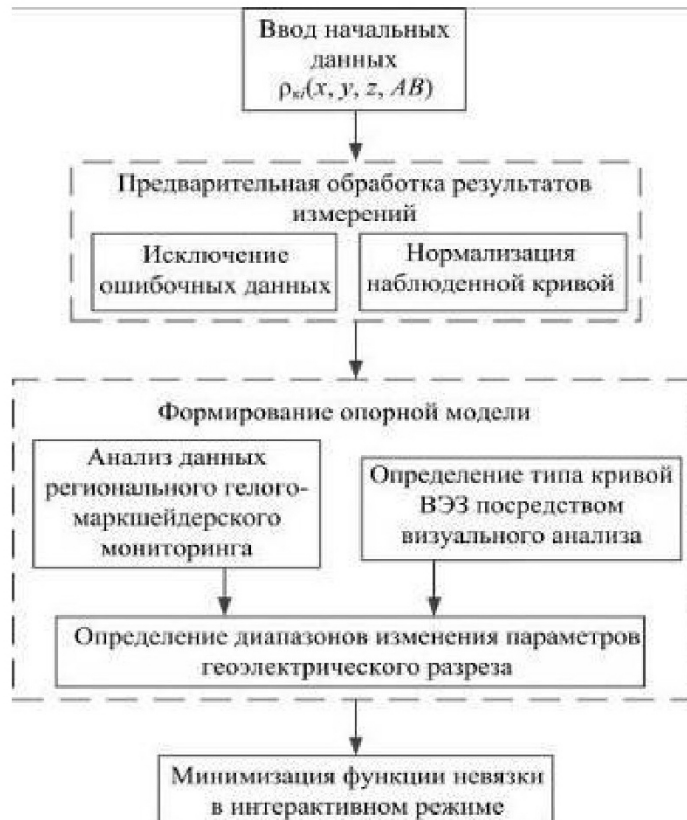 Ввод начальных
данных
ρкi(x, y, z, AB)
Предварительная обработка результатов
измерений
Исключение
ошибочных данных
Нормализация
наблюденной кривой
Формирование опорной модели
Анализ данных
регионального гелого-
маркшейдерского
мониторинга
Определение типа кривой
ВЭЗ посредством
визуального анализа
Определение диапазонов изменения параметров
геоэлектрического разреза
Минимизация функции невязки
в интерактивном режиме